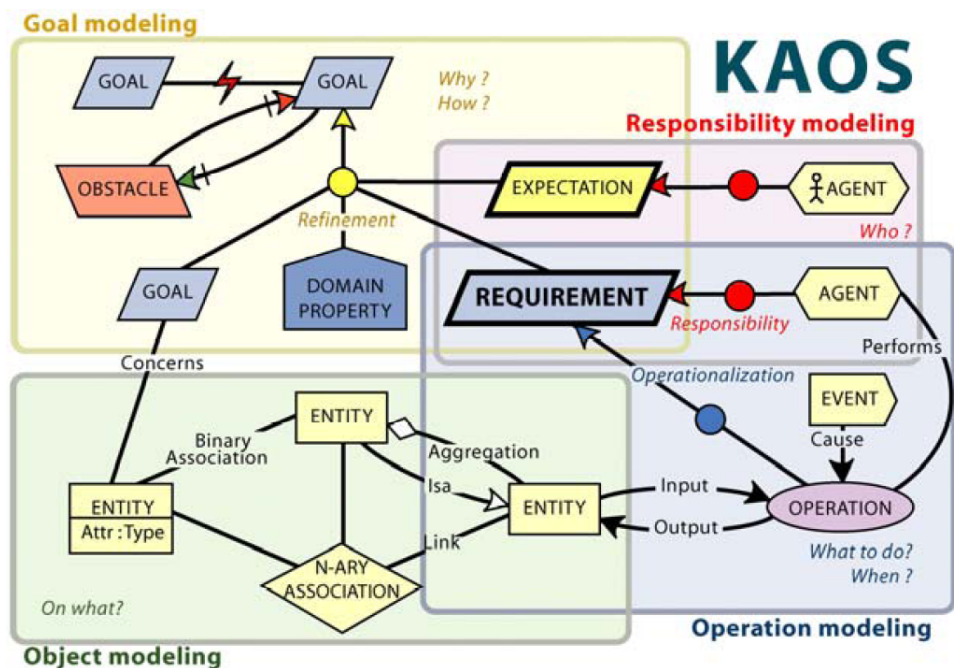 Goal modeling
KAOS
GOAL
GOAL
Why ?
How ?
Responsibility modeling
OBSTACLE
EXPECTATION
AGENT
Refinement
Who ?
GOAL
DOMAIN
PROPERTY
REQUIREMENT
AGENT
Responsibility
Concerns
Performs
Operationalization
ENTITY
EVENT
Binary
Association
Aggregation
Cause
Isa
ENTITY
Attr : Type
ENTITY
Input
OPERATION
Output
Link
N-ARY
ASSOCIATION
What to do?
When ?
On what?
Operation modeling
Object modeling